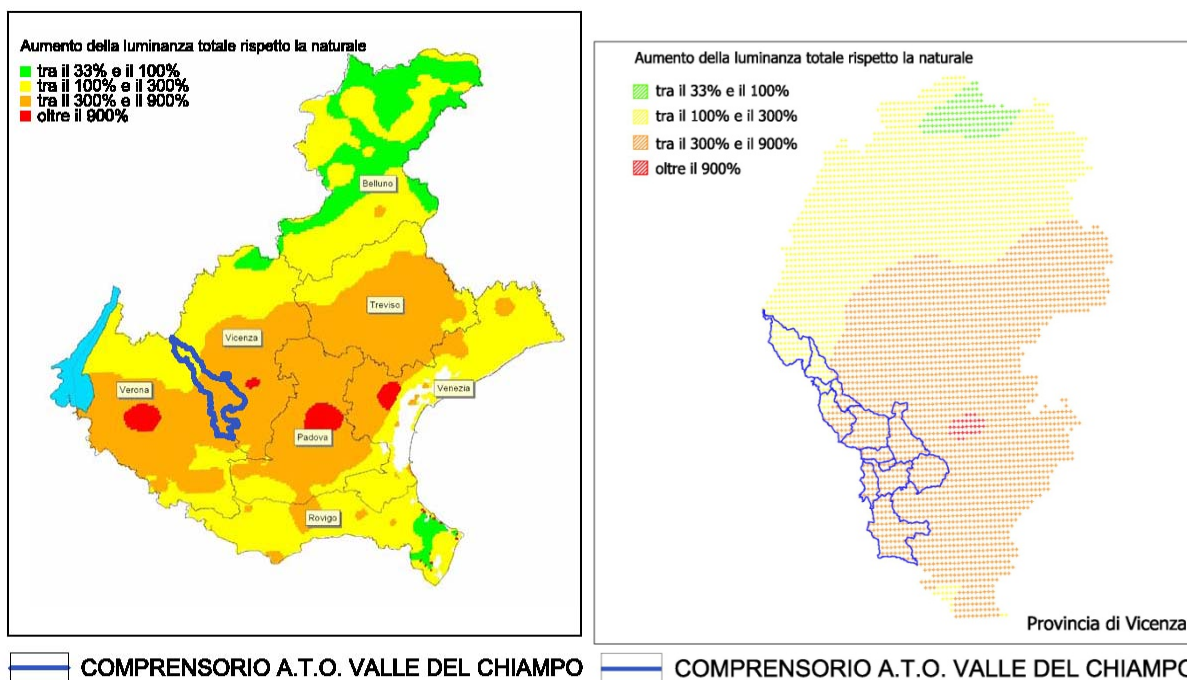 Aumento della luminanza totale rispetto la naturale
tra il 33% e il 100%
tra il 100% e il 300%
tra il 300% e il 900%
oltre il 900%
Belluno
Treviso
Vicenza
Verona
Venezia
Padova
Rovigo
COMPRENSORIO A.T.O. VALLE DEL CHIAMPO
Aumento della luminanza totale rispetto la naturale
tra il 33% e il 100%
tra il 100% e il 300%
tra il 300% e il 900%
oltre il 900%
Provincia di Vicenza
COMPRENSORIO A.T.O. VALLE DEL CHIAMPO